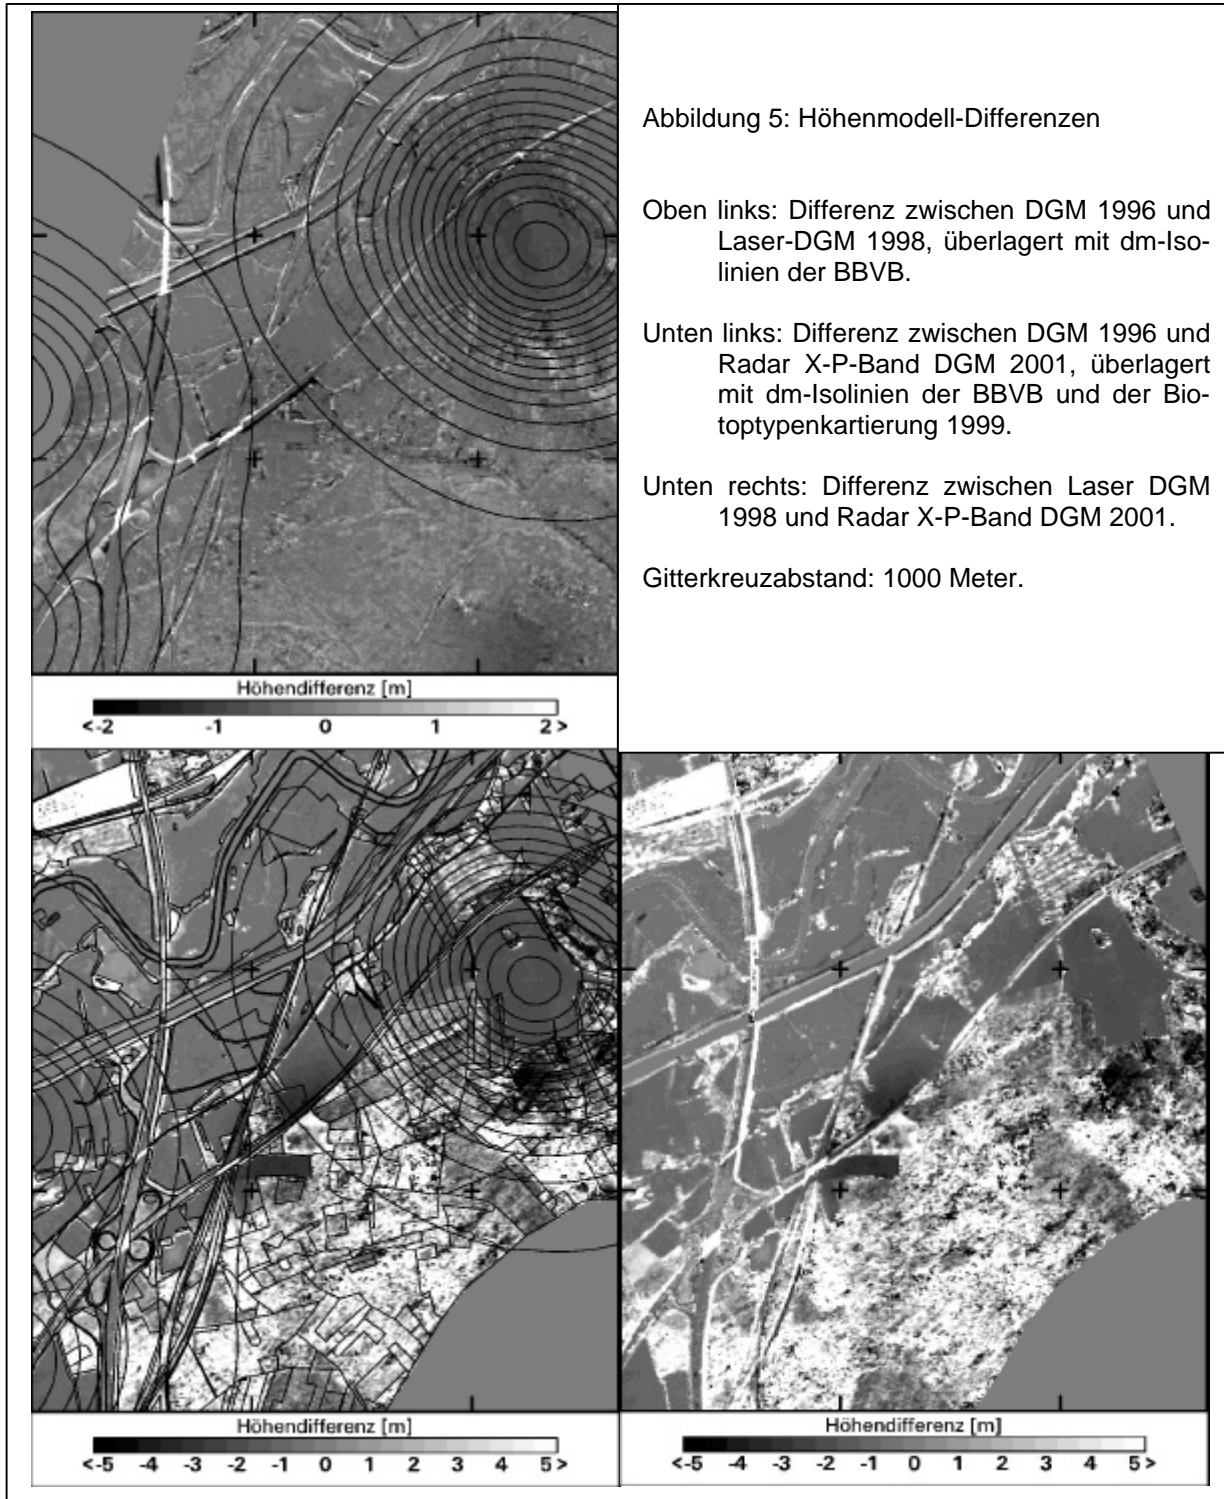 Abbildung 5: Höhenmodell-Differenzen
Oben links: Differenz zwischen DGM 1996 und
Laser-DGM 1998, überlagert mit dm-Iso-
linien der BBVB.
Unten links: Differenz zwischen DGM 1996 und
Radar X-P-Band DGM 2001, überlagert
mit dm-Isolinien der BBVB und der Bio-
toptypenkartierung 1999.
Unten rechts: Differenz zwischen Laser DGM
1998 und Radar X-P-Band DGM 2001.
Gitterkreuzabstand: 1000 Meter.
Höhendifferenz [m]
<-2 -1 0 1 2>
Höhendifferenz [m]
<-5 -4 -3 -2 -1 0 1 2 3 4 5>
Höhendifferenz [m]
<-5 -4 -3 -2 -1 0 1 2 3 4 5>